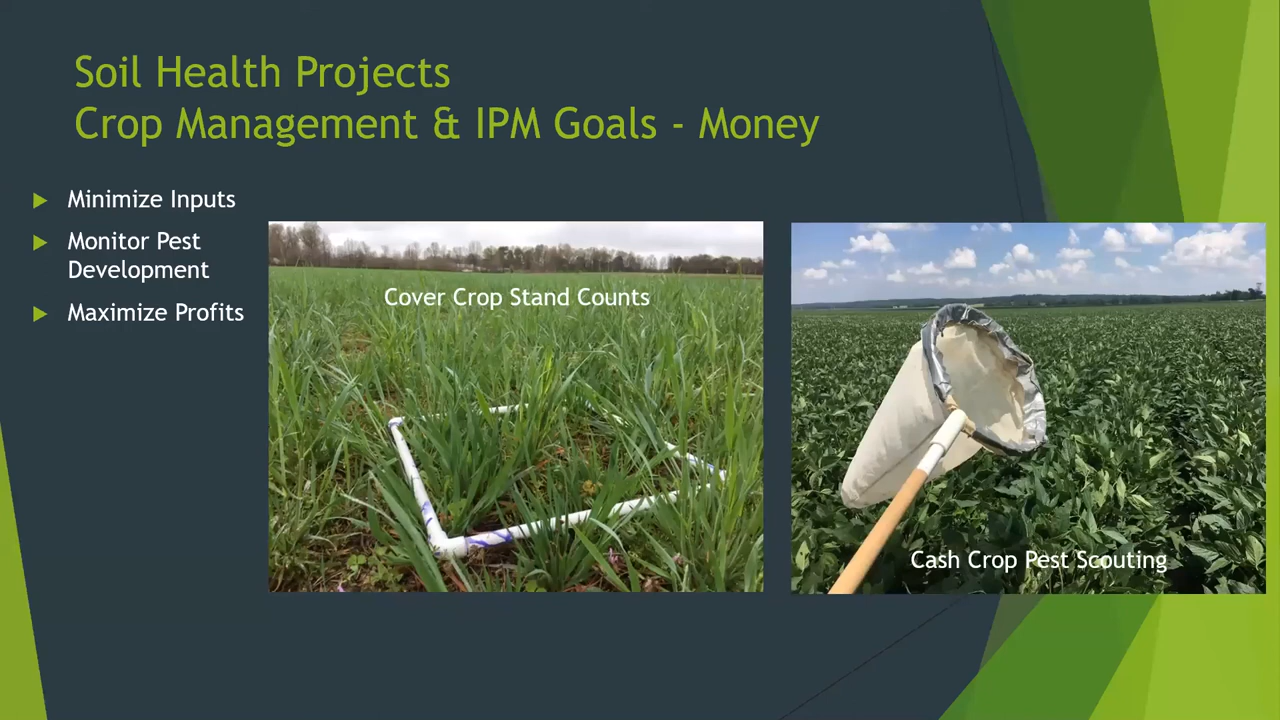 Soil Health Projects
Crop Management & IPM Goals - Money
Minimize Inputs
Monitor Pest
Development
Maximize Profits
Cover Crop Stand Counts
Cash Crop Pest Scouting